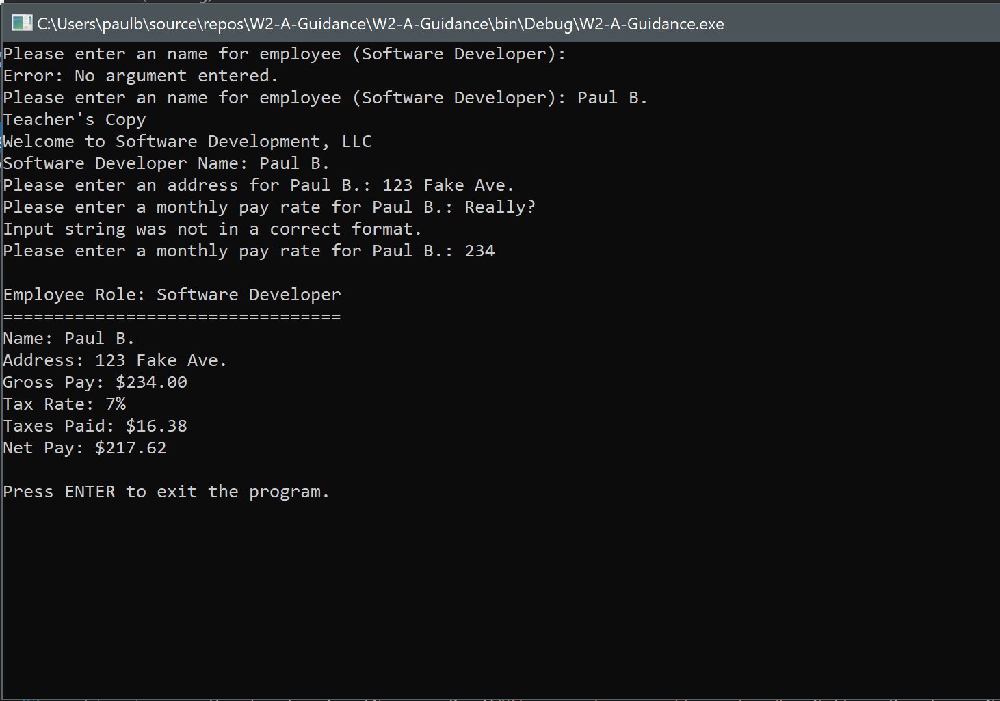 C:\Users\paulb\source\repos\W2-A-Guidance\W2-A-Guidance\bin\Debug\W2-A-Guidance.exe
Please enter an name for employee (Software Developer):
Error: No argument entered.
Please enter an name for employee (Software Developer): Paul B.
Teacher's Copy
Welcome to Software Development, LLC
Software Developer Name: Paul B.
Please enter an address for Paul B.: 123 Fake Ave.
Please enter a monthly pay rate for Paul B.: Really?
Input string was not in a correct format.
Please enter a monthly pay rate for Paul B.: 234
Employee Role: Software Developer
=================================
Name: Paul B.
Address: 123 Fake Ave.
Gross Pay: $234.00
Tax Rate: 7%
Taxes Paid: $16.38
Net Pay: $217.62
Press ENTER to exit the program.